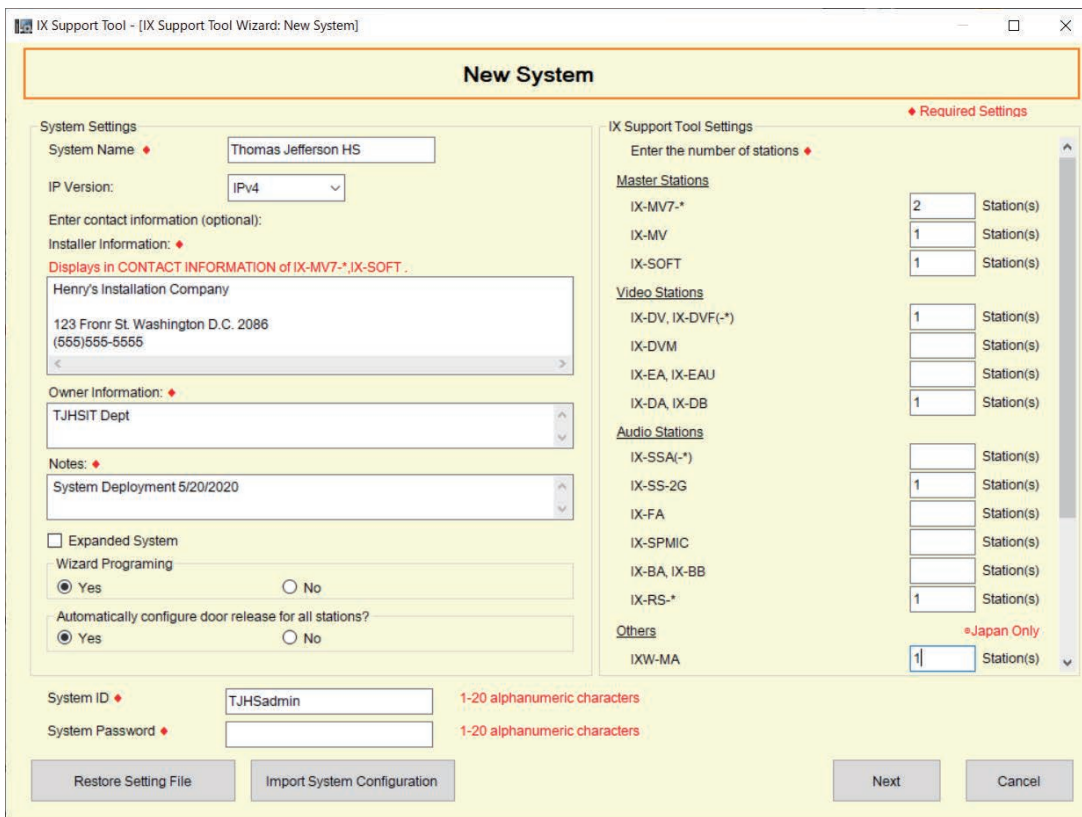 IX Support Tool - [IX Support Tool Wizard: New System]
New System
♦ Required Settings
System Settings
System Name ♦ Thomas Jefferson HS
IP Version: IPv4
Enter contact information (optional):
Installer Information: ♦
Displays in CONTACT INFORMATION of IX-MV7-*,IX-SOFT .
Henry's Installation Company
123 Fronr St. Washington D.C. 2086
(555)555-5555
Owner Information: ♦
TJHSIT Dept
Notes: ♦
System Deployment 5/20/2020
Expanded System
Wizard Programing
Yes No
Automatically configure door release for all stations?
Yes No
IX Support Tool Settings
Enter the number of stations ♦
Master Stations
IX-MV7-* 2 Station(s)
IX-MV 1 Station(s)
IX-SOFT 1 Station(s)
Video Stations
IX-DV, IX-DVF(-*) 1 Station(s)
IX-DVM Station(s)
IX-EA, IX-EAU Station(s)
IX-DA, IX-DB 1 Station(s)
Audio Stations
IX-SSA(-*) Station(s)
IX-SS-2G 1 Station(s)
IX-FA Station(s)
IX-SPMIC Station(s)
IX-BA, IX-BB Station(s)
IX-RS-* 1 Station(s)
Others ¤Japan Only
IXW-MA 1 Station(s)
System ID ♦ TJHSadmin 1-20 alphanumeric characters
System Password ♦ 1-20 alphanumeric characters
Restore Setting File Import System Configuration Next Cancel